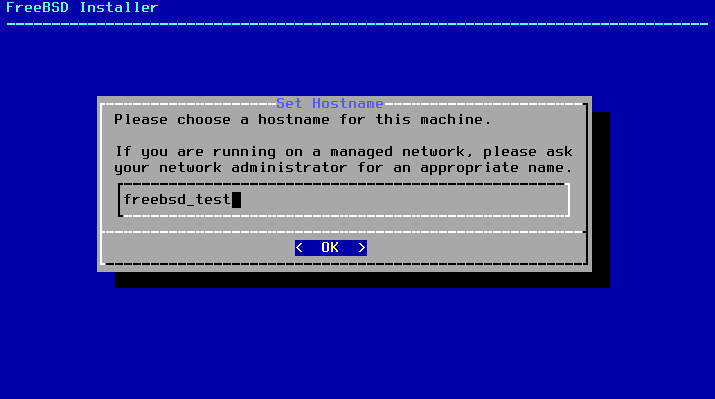 FreeBSD Installer
Set Hostname
Please choose a hostname for this machine.
If you are running on a managed network, please ask
your network administrator for an appropriate name.
freebsd_test
< OK >